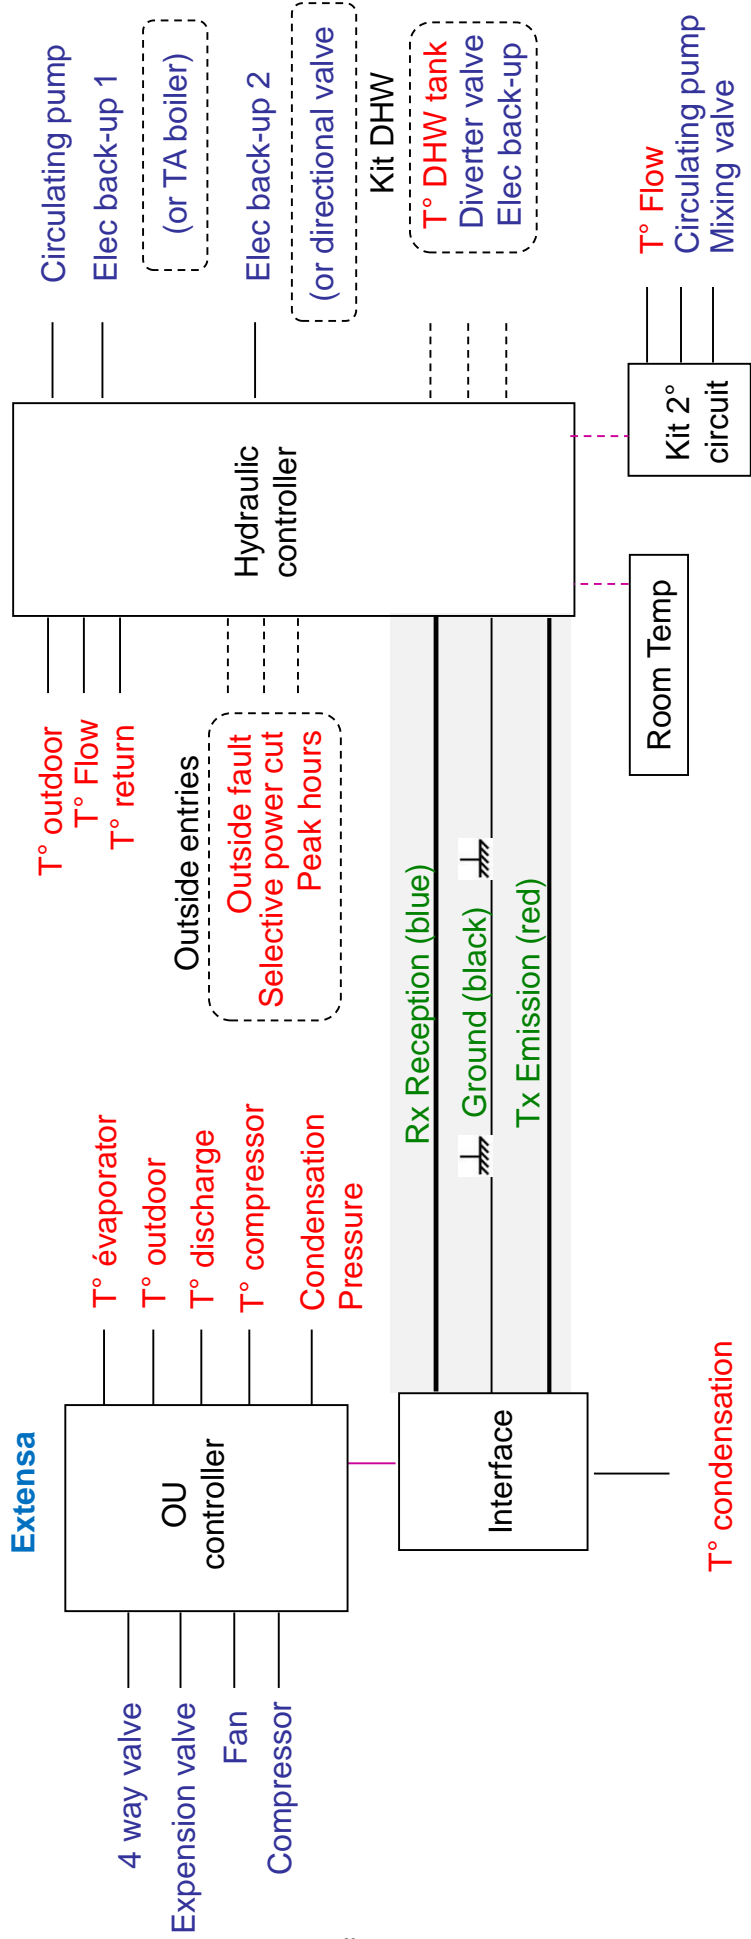 Extensa
4 way valve
Expension valve
Fan
Compressor
OU
controller
T° évaporator
T° outdoor
T° discharge
T° compressor
Condensation
Pressure
Interface
T° condensation
Rx Reception (blue)
Ground (black)
Tx Emission (red)
T° outdoor
T° Flow
T° return
Outside entries
Outside fault
Selective power cut
Peak hours
Hydraulic
controller
Circulating pump
Elec back-up 1
(or TA boiler)
Elec back-up 2
(or directional valve)
Kit DHW
T° DHW tank
Diverter valve
Elec back-up
Room Temp
Kit 2°
circuit
T° Flow
Circulating pump
Mixing valve